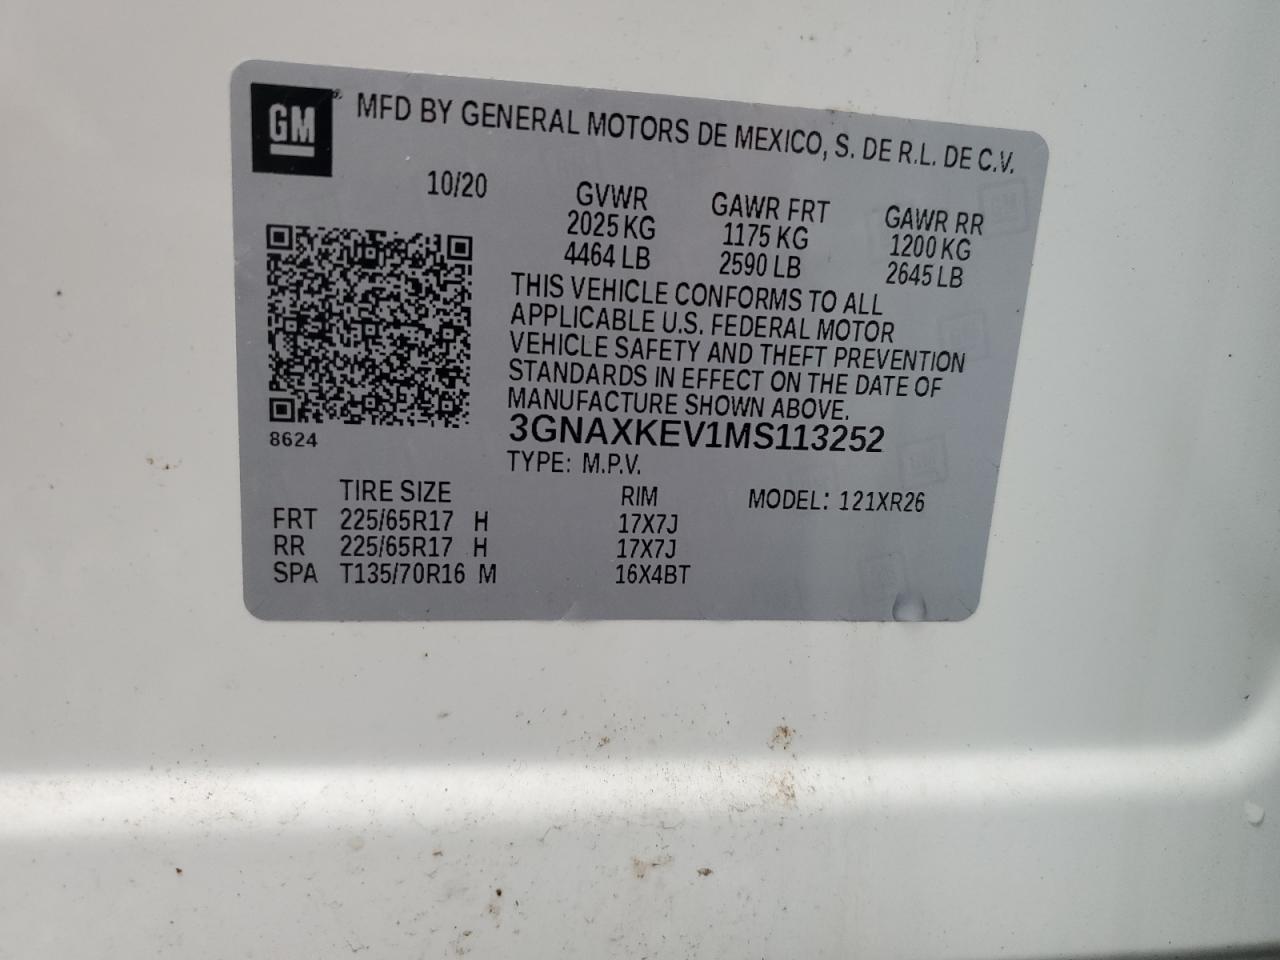 GM ® MFD BY GENERAL MOTORS DE MEXICO, S. DE R.L. DE C.V.
10/20 GVWR GAWR FRT GAWR RR
2025 KG 1175 KG 1200 KG
4464 LB 2590 LB 2645 LB
THIS VEHICLE CONFORMS TO ALL
APPLICABLE U.S. FEDERAL MOTOR
VEHICLE SAFETY AND THEFT PREVENTION
STANDARDS IN EFFECT ON THE DATE OF
MANUFACTURE SHOWN ABOVE.
8624 3GNAXKEV1MS113252
TYPE: M.P.V.
TIRE SIZE RIM MODEL: 121XR26
FRT 225/65R17 H 17X7J
RR 225/65R17 H 17X7J
SPA T135/70R16 M 16X4BT